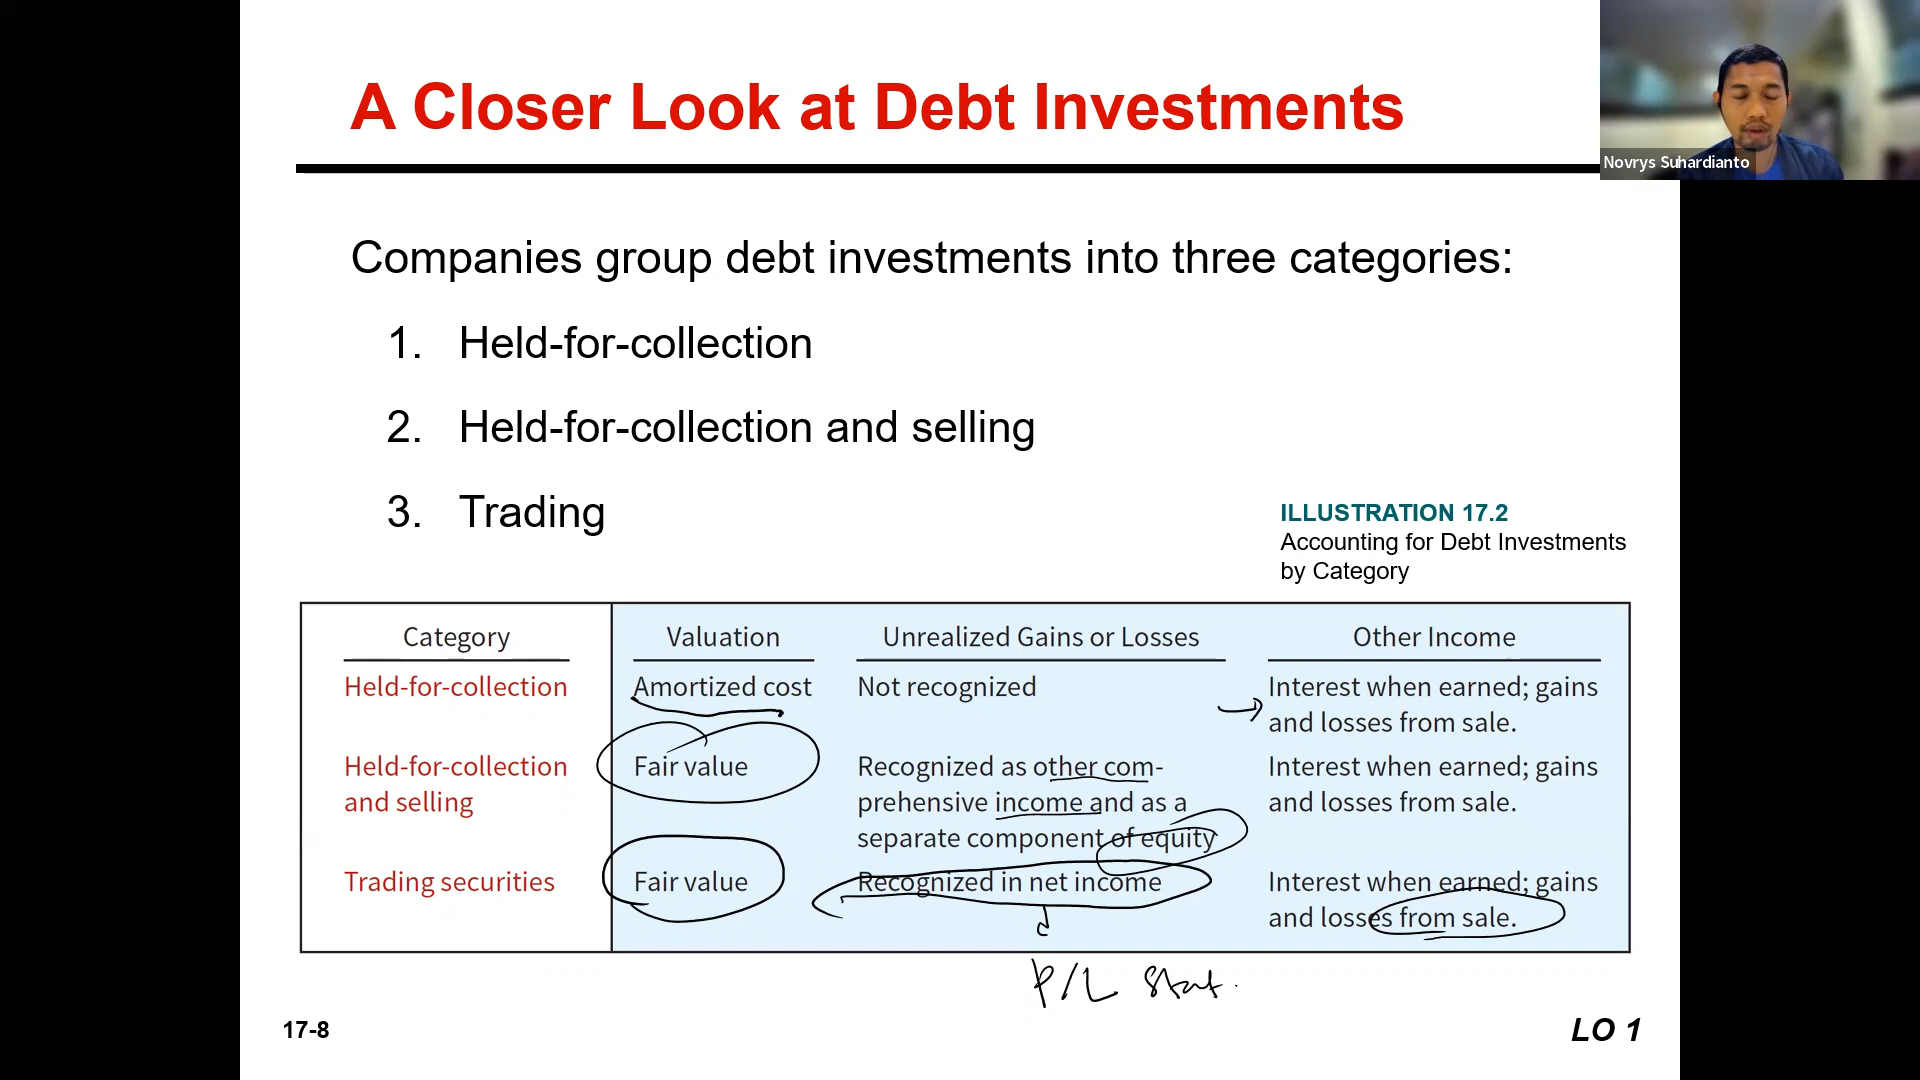 A Closer Look at Debt Investments
Novrys Suhardianto
Companies group debt investments into three categories:
1. Held-for-collection
2. Held-for-collection and selling
3. Trading
ILLUSTRATION 17.2
Accounting for Debt Investments
by Category
Category Valuation Unrealized Gains or Losses Other Income
Held-for-collection Amortized cost Not recognized Interest when earned; gains
and losses from sale.
Held-for-collection Fair value Recognized as other com- Interest when earned; gains
and selling prehensive income and as a and losses from sale.
separate component of equity
Trading securities Fair value Recognized in net income Interest when earned; gains
and losses from sale.
P/L Stat.
17-8
LO 1